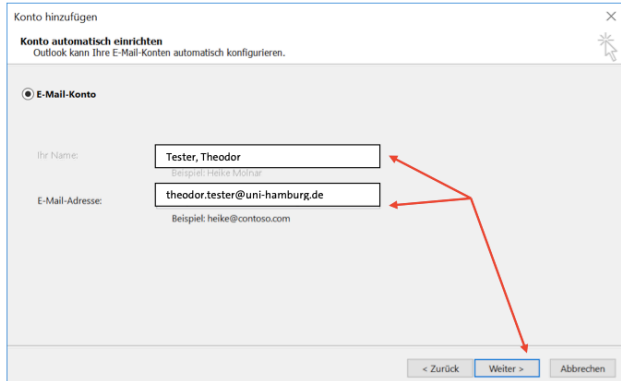 Konto hinzufügen
Konto automatisch einrichten
Outlook kann Ihre E-Mail-Konten automatisch konfigurieren.
E-Mail-Konto
Ihr Name:
Tester, Theodor
Beispiel: Heike Molnar
E-Mail-Adresse:
theodor.tester@uni-hamburg.de
Beispiel: heike@contoso.com
< Zurück
Weiter >
Abbrechen